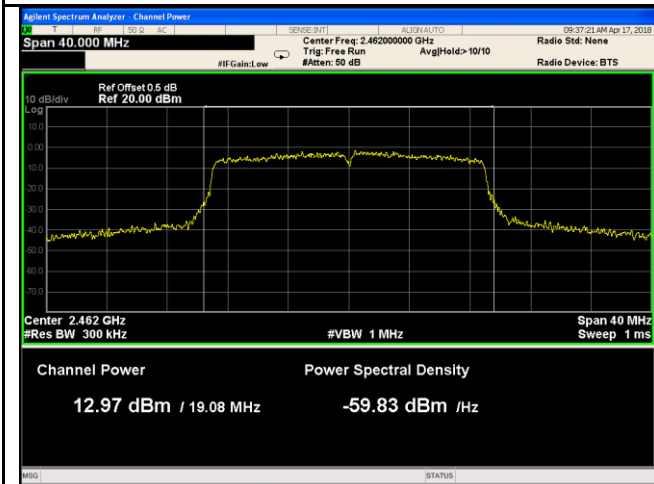 Agilent Spectrum Analyzer - Channel Power
T RF 50 Ω AC SENSE:INT ALIGN AUTO 09:37:21 AM Apr 17, 2018
Span 40.000 MHz Center Freq: 2.462000000 GHz Radio Std: None
Trig: Free Run Avg|Hold:> 10/10
#IFGain:Low #Atten: 50 dB Radio Device: BTS
Ref Offset 0.5 dB
10 dB/div Ref 20.00 dBm
Log
10.0
0.00
-10.0
-20.0
-30.0
-40.0
-50.0
-60.0
-70.0
Center 2.462 GHz Span 40 MHz
#Res BW 300 kHz #VBW 1 MHz Sweep 1 ms
Channel Power Power Spectral Density
12.97 dBm / 19.08 MHz -59.83 dBm /Hz
MSG STATUS